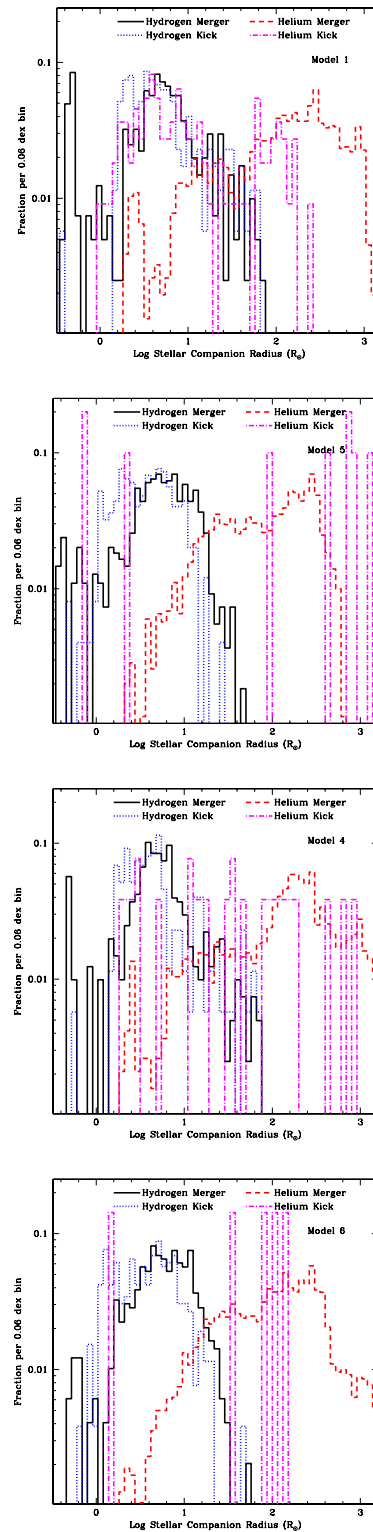 Hydrogen Merger Helium Merger
Hydrogen Kick Helium Kick
Model 1
0.1
0.01
Fraction per 0.06 dex bin
0 1 2 3
Log Stellar Companion Radius (R⊙)
Hydrogen Merger Helium Merger
Hydrogen Kick Helium Kick
Model 5
0.1
0.01
Fraction per 0.06 dex bin
0 1 2 3
Log Stellar Companion Radius (R⊙)
Hydrogen Merger Helium Merger
Hydrogen Kick Helium Kick
Model 4
0.1
0.01
Fraction per 0.06 dex bin
0 1 2 3
Log Stellar Companion Radius (R⊙)
Hydrogen Merger Helium Merger
Hydrogen Kick Helium Kick
Model 6
0.1
0.01
Fraction per 0.06 dex bin
0 1 2 3
Log Stellar Companion Radius (R⊙)